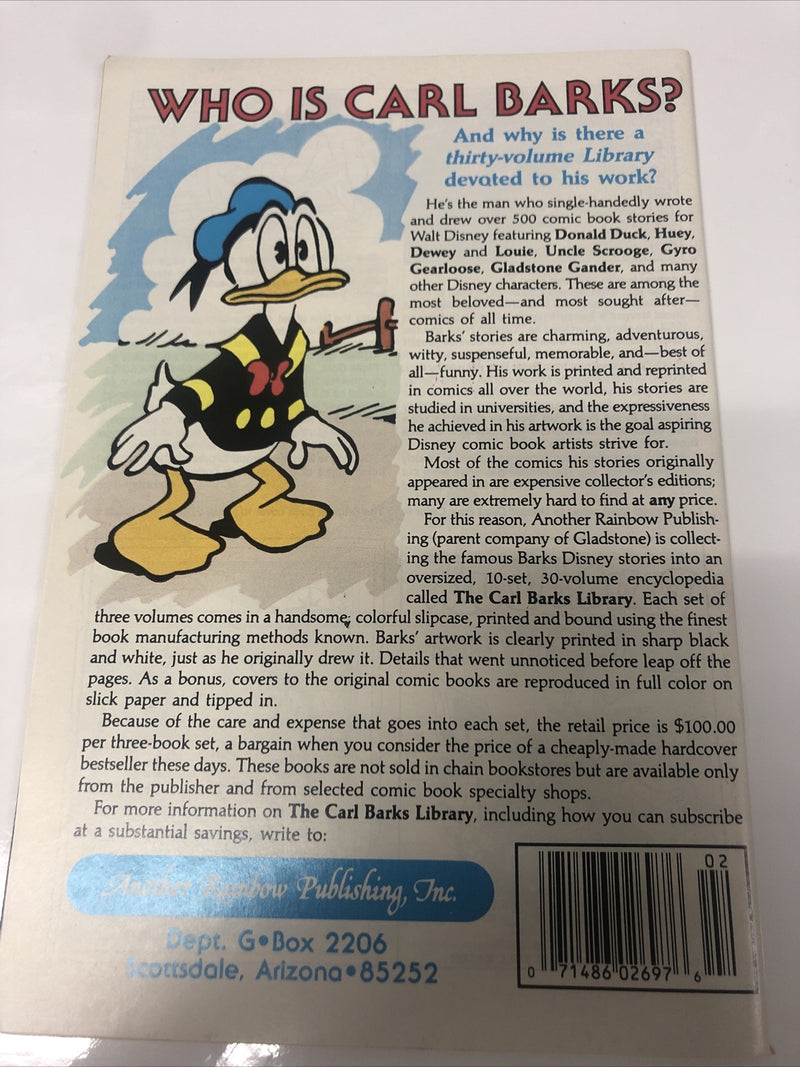 WHO IS CARL BARKS?
And why is there a
thirty-volume Library
devoted to his work?
He's the man who single-handedly wrote
and drew over 500 comic book stories for
Walt Disney featuring Donald Duck, Huey,
Dewey and Louie, Uncle Scrooge, Gyro
Gearloose, Gladstone Gander, and many
other Disney characters. These are among the
most beloved—and most sought after—
comics of all time.
Barks' stories are charming, adventurous,
witty, suspenseful, memorable, and—best of
all—funny. His work is printed and reprinted
in comics all over the world, his stories are
studied in universities, and the expressiveness
he achieved in his artwork is the goal aspiring
Disney comic book artists strive for.
Most of the comics his stories originally
appeared in are expensive collector's editions;
many are extremely hard to find at any price.
For this reason, Another Rainbow Publish-
ing (parent company of Gladstone) is collect-
ing the famous Barks Disney stories into an
oversized, 10-set, 30-volume encyclopedia
called The Carl Barks Library. Each set of
three volumes comes in a handsome, colorful slipcase, printed and bound using the finest
book manufacturing methods known. Barks' artwork is clearly printed in sharp black
and white, just as he originally drew it. Details that went unnoticed before leap off the
pages. As a bonus, covers to the original comic books are reproduced in full color on
slick paper and tipped in.
Because of the care and expense that goes into each set, the retail price is $100.00
per three-book set, a bargain when you consider the price of a cheaply-made hardcover
bestseller these days. These books are not sold in chain bookstores but are available only
from the publisher and from selected comic book specialty shops.
For more information on The Carl Barks Library, including how you can subscribe
at a substantial savings, write to:
Another Rainbow Publishing, Inc.
Dept. G•Box 2206
Scottsdale, Arizona•85252
02
0 71486 02697 6